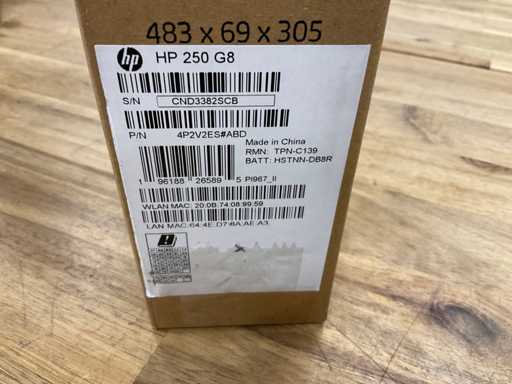 483 x 69 x 305
hp HP 250 G8
S/N CND3382SCB
P/N 4P2V2ES#ABD
Made in China
RMN: TPN-C139
BATT: HSTNN-DB8R
1 96188 26589 5 PI967_II
WLAN MAC: 20:0B:74:08:99:59
LAN MAC:64:4E:D7:6A:AE:A3